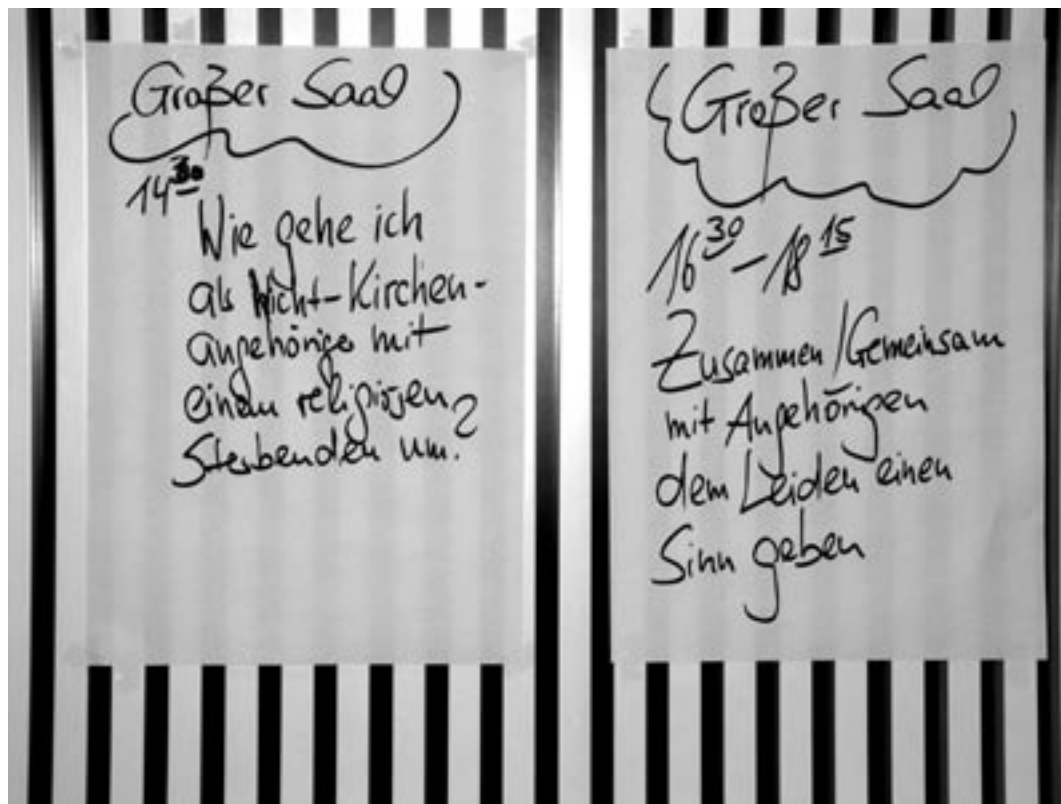 Großer Saal
14 30
Wie gehe ich
als Nicht-Kirchen-
angehörige mit
einem religiösen
Sterbenden um?
Großer Saal
16 30 - 18 15
Zusammen/Gemeinsam
mit Angehörigen
dem Leiden einen
Sinn geben